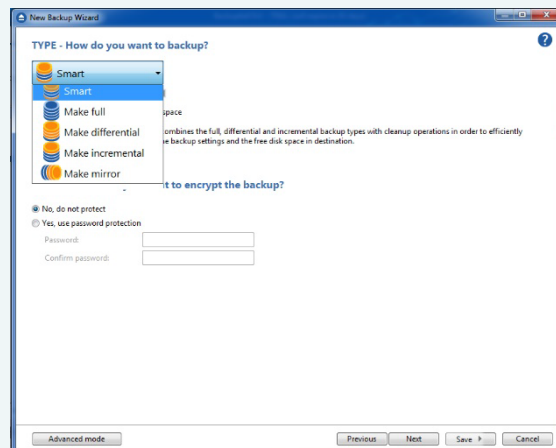 New Backup Wizard
TYPE - How do you want to backup?
Smart
Smart
Make full
Make differential
Make incremental
Make mirror
space
ombines the full, differential and incremental backup types with cleanup operations in order to efficiently
e backup settings and the free disk space in destination.
t to encrypt the backup?
No, do not protect
Yes, use password protection
Password:
Confirm password:
Advanced mode
Previous
Next
Save
Cancel